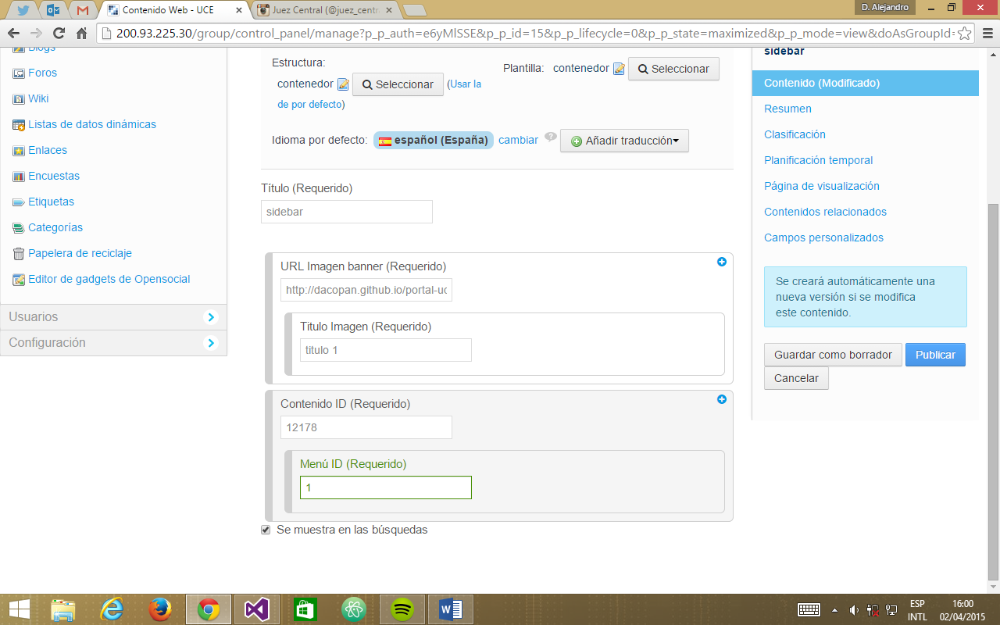 Contenido Web - UCE
Juez Central (@juez_centr
D. Alejandro
200.93.225.30/group/control_panel/manage?p_p_auth=e6yMlSSE&p_p_id=15&p_p_lifecycle=0&p_p_state=maximized&p_p_mode=view&doAsGroupId=
Blogs
Foros
Wiki
Listas de datos dinámicas
Enlaces
Encuestas
Etiquetas
Categorías
Papelera de reciclaje
Editor de gadgets de Opensocial
Usuarios
Configuración
Estructura:
contenedor Seleccionar (Usar la
de por defecto)
Plantilla: contenedor Seleccionar
Idioma por defecto: español (España) cambiar Añadir traducción
Título (Requerido)
sidebar
URL Imagen banner (Requerido)
http://dacopan.github.io/portal-uc
Titulo Imagen (Requerido)
titulo 1
Contenido ID (Requerido)
12178
Menú ID (Requerido)
1
Se muestra en las búsquedas
sidebar
Contenido (Modificado)
Resumen
Clasificación
Planificación temporal
Página de visualización
Contenidos relacionados
Campos personalizados
Se creará automáticamente una
nueva versión si se modifica
este contenido.
Guardar como borrador Publicar
Cancelar
ESP
INTL
16:00
02/04/2015